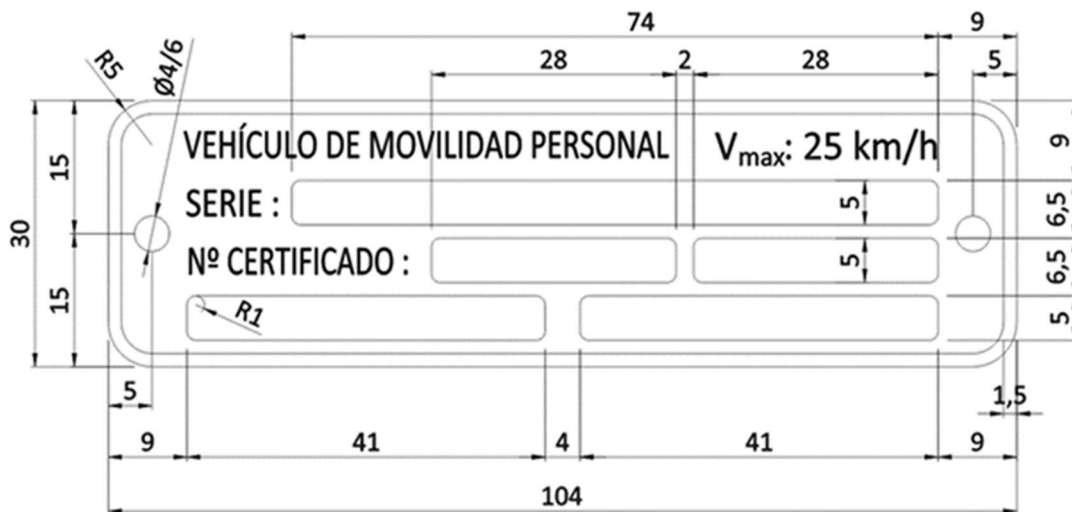 74 9
28 2 28 5
R5 Ø4/6
VEHÍCULO DE MOVILIDAD PERSONAL Vmax: 25 km/h
15 9
SERIE : 5 6,5
30
Nº CERTIFICADO : 5 6,5
15 R1 5
5 1,5
9 41 4 41 9
104